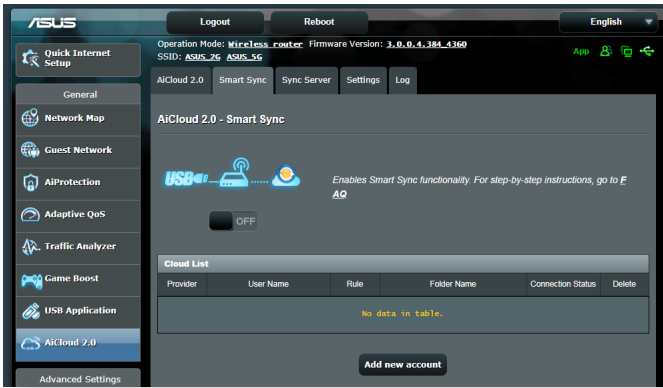 ASUS
Logout
Reboot
English
Operation Mode: Wireless router Firmware Version: 3.0.0.4.384_4360
SSID: ASUS_2G ASUS_5G
App
Quick Internet
Setup
General
Network Map
Guest Network
AiProtection
Adaptive QoS
Traffic Analyzer
Game Boost
USB Application
AiCloud 2.0
Advanced Settings
AiCloud 2.0 Smart Sync Sync Server Settings Log
AiCloud 2.0 - Smart Sync
USB
Enables Smart Sync functionality. For step-by-step instructions, go to F
AQ
OFF
Cloud List
Provider User Name Rule Folder Name Connection Status Delete
No data in table.
Add new account